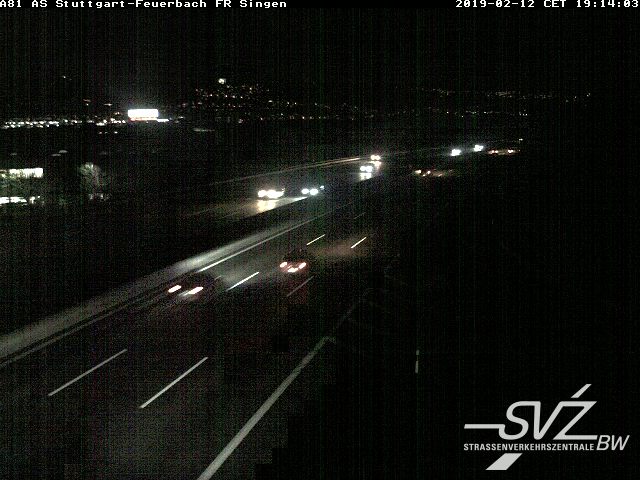 A81 AS Stuttgart-Feuerbach FR Singen
2019-02-12 CET 19:14:03
SVZ
STRASSENVERKEHRSZENTRALE BW